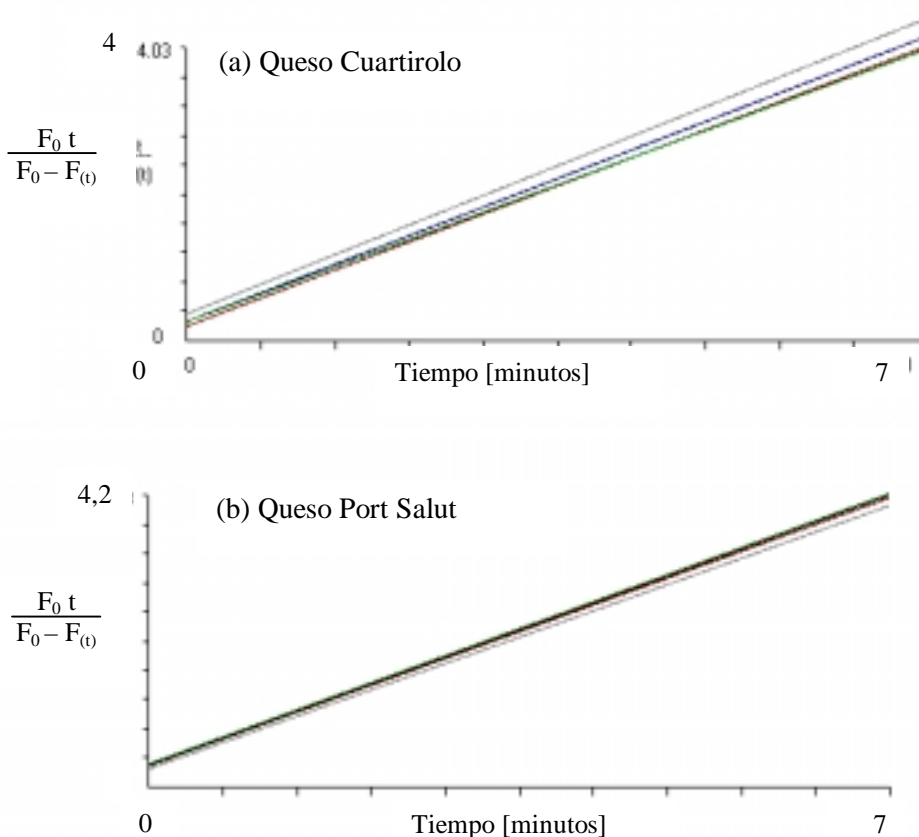 4
4.03
(a) Queso Cuartirolo
F₀ t
F₀ – F₍ₜ₎
0
0
0
Tiempo [minutos]
7
4,2
(b) Queso Port Salut
F₀ t
F₀ – F₍ₜ₎
0
Tiempo [minutos]
7